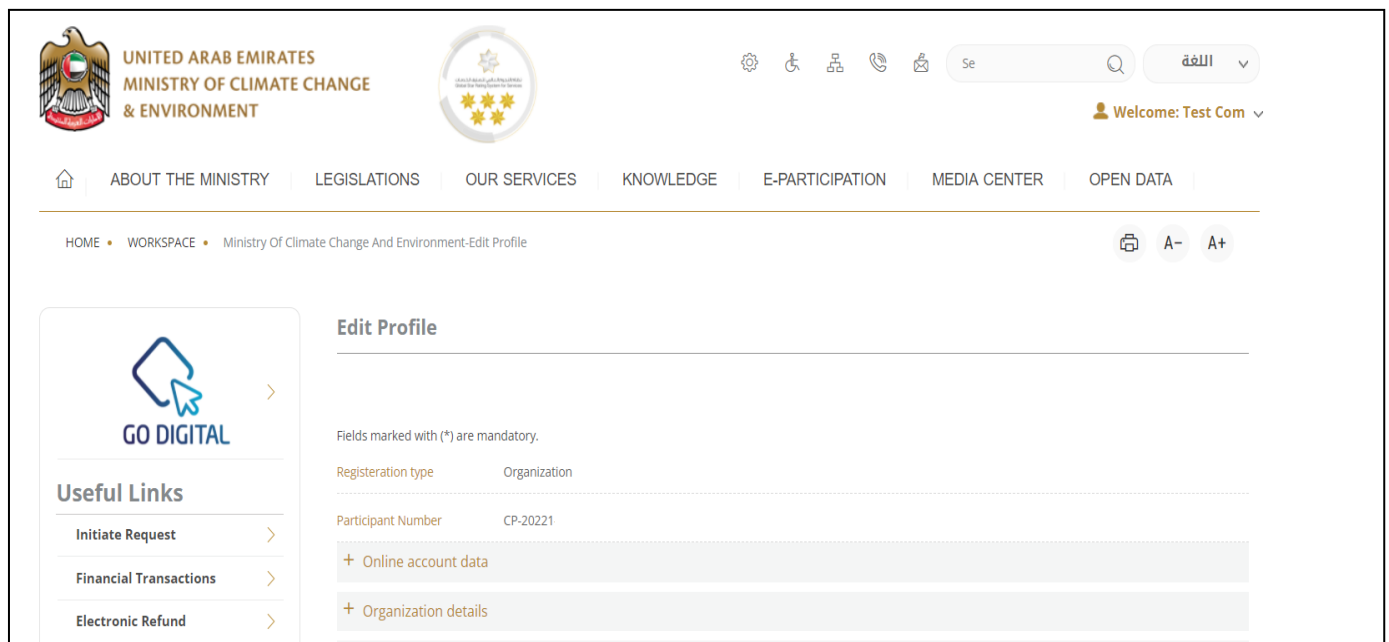 UNITED ARAB EMIRATES
MINISTRY OF CLIMATE CHANGE
& ENVIRONMENT
Se
اللغة
Welcome: Test Com
ABOUT THE MINISTRY
LEGISLATIONS
OUR SERVICES
KNOWLEDGE
E-PARTICIPATION
MEDIA CENTER
OPEN DATA
HOME • WORKSPACE • Ministry Of Climate Change And Environment-Edit Profile
A-
A+
GO DIGITAL
Useful Links
Initiate Request
Financial Transactions
Electronic Refund
Edit Profile
Fields marked with (*) are mandatory.
Registeration type Organization
Participant Number CP-20221
+ Online account data
+ Organization details